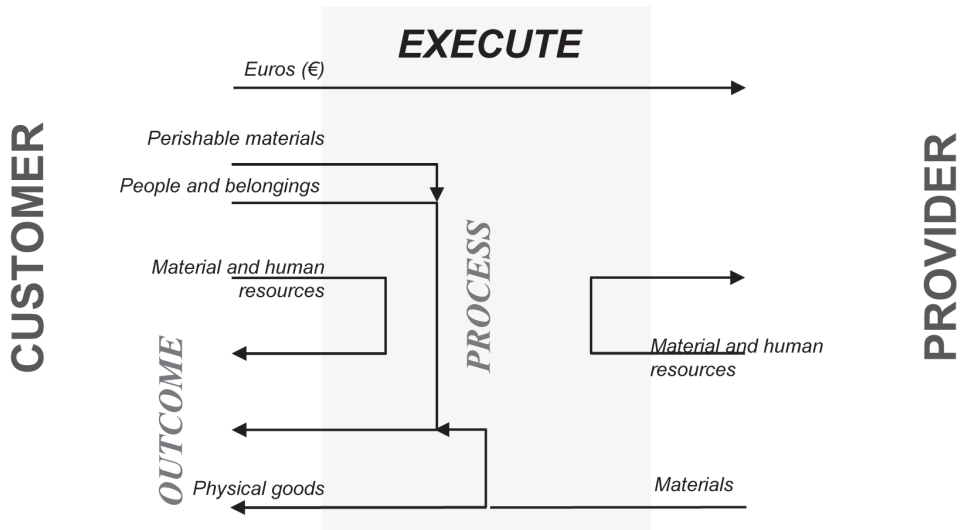 EXECUTE
Euros (€)
CUSTOMER
Perishable materials
People and belongings
PROCESS
PROVIDER
Material and human
resources
Material and human
resources
OUTCOME
Physical goods
Materials